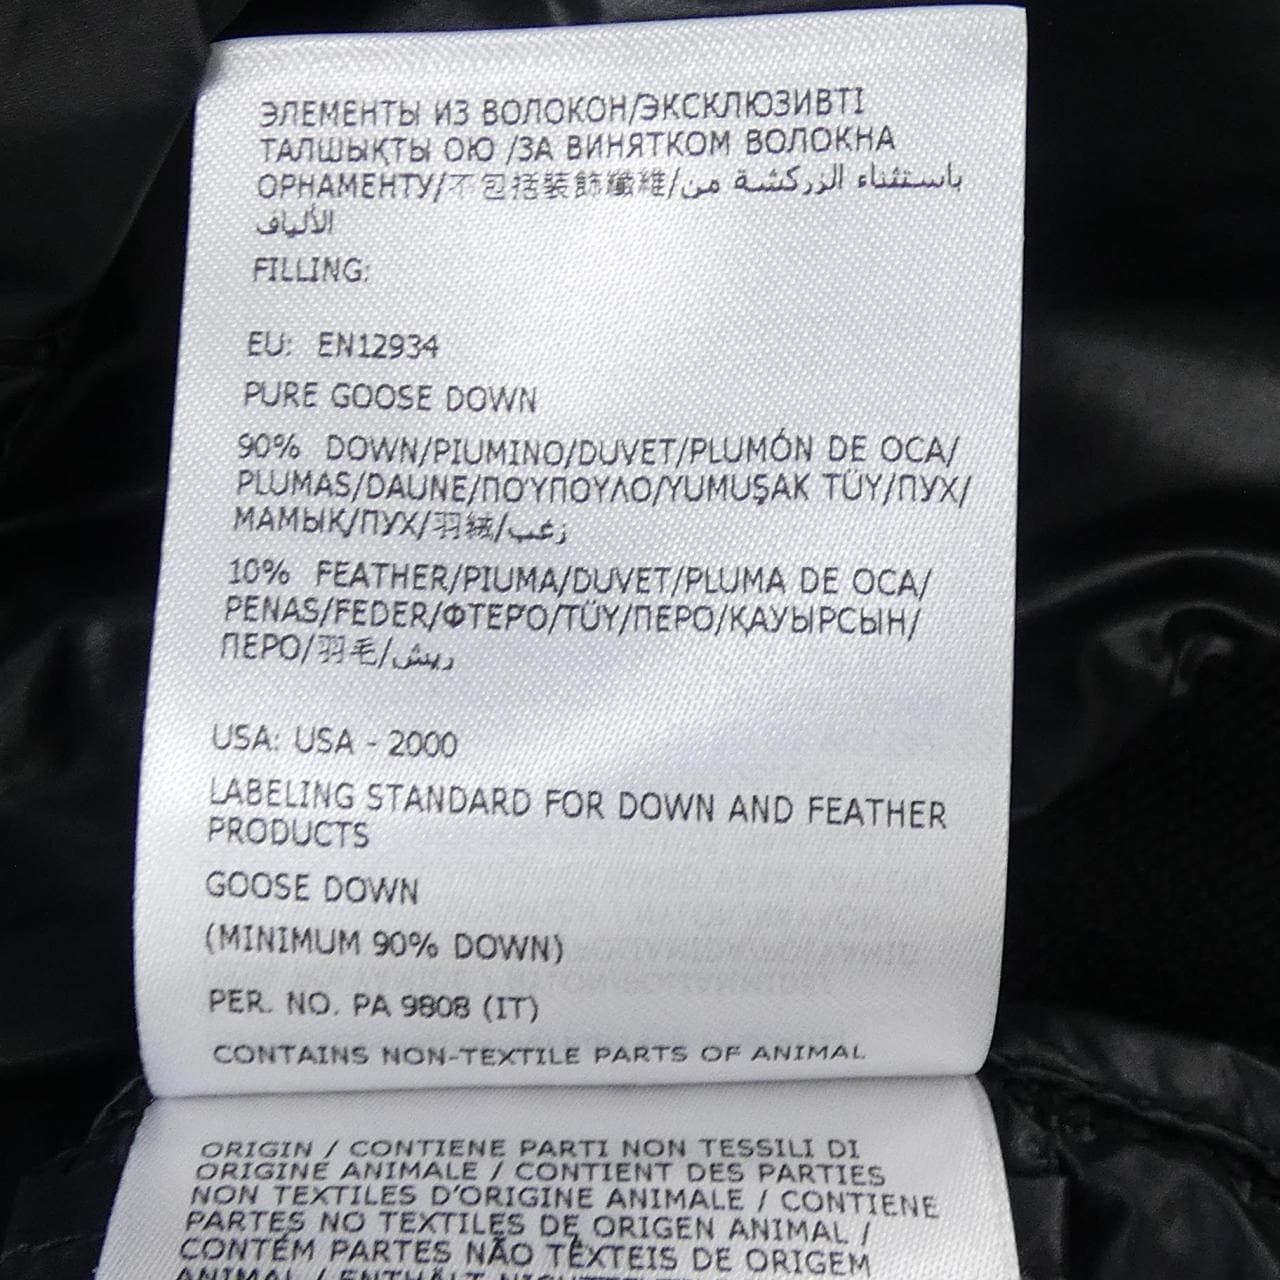 ЭЛЕМЕНТЫ ИЗ ВОЛОКОН/ЭКСКЛЮЗИВТІ
ТАЛШЫҚТЫ ОЮ /ЗА ВИНЯТКОМ ВОЛОКНА
ОРНАМЕНТУ/不包括裝飾纖維/باستثناء الزركشة من
الألياف
FILLING:
EU: EN12934
PURE GOOSE DOWN
90% DOWN/PIUMINO/DUVET/PLUMÓN DE OCA/
PLUMAS/DAUNE/ΠΟΎΠΟΥΛΟ/YUMUŞAK TÜY/ПУХ/
МАМЫҚ/ПУХ/羽絨/زغب
10% FEATHER/PIUMA/DUVET/PLUMA DE OCA/
PENAS/FEDER/ΦΤΕΡΌ/TÜY/ПЕРО/ҚАУЫРСЫН/
ПЕРО/羽毛/ريش
USA: USA - 2000
LABELING STANDARD FOR DOWN AND FEATHER
PRODUCTS
GOOSE DOWN
(MINIMUM 90% DOWN)
PER. NO. PA 9808 (IT)
CONTAINS NON-TEXTILE PARTS OF ANIMAL
ORIGIN / CONTIENE PARTI NON TESSILI DI
ORIGINE ANIMALE / CONTIENT DES PARTIES
NON TEXTILES D'ORIGINE ANIMALE / CONTIENE
PARTES NO TEXTILES DE ORIGEN ANIMAL /
CONTÉM PARTES NÃO TÊXTEIS DE ORIGEM
ANIMAL / ENTHÄLT